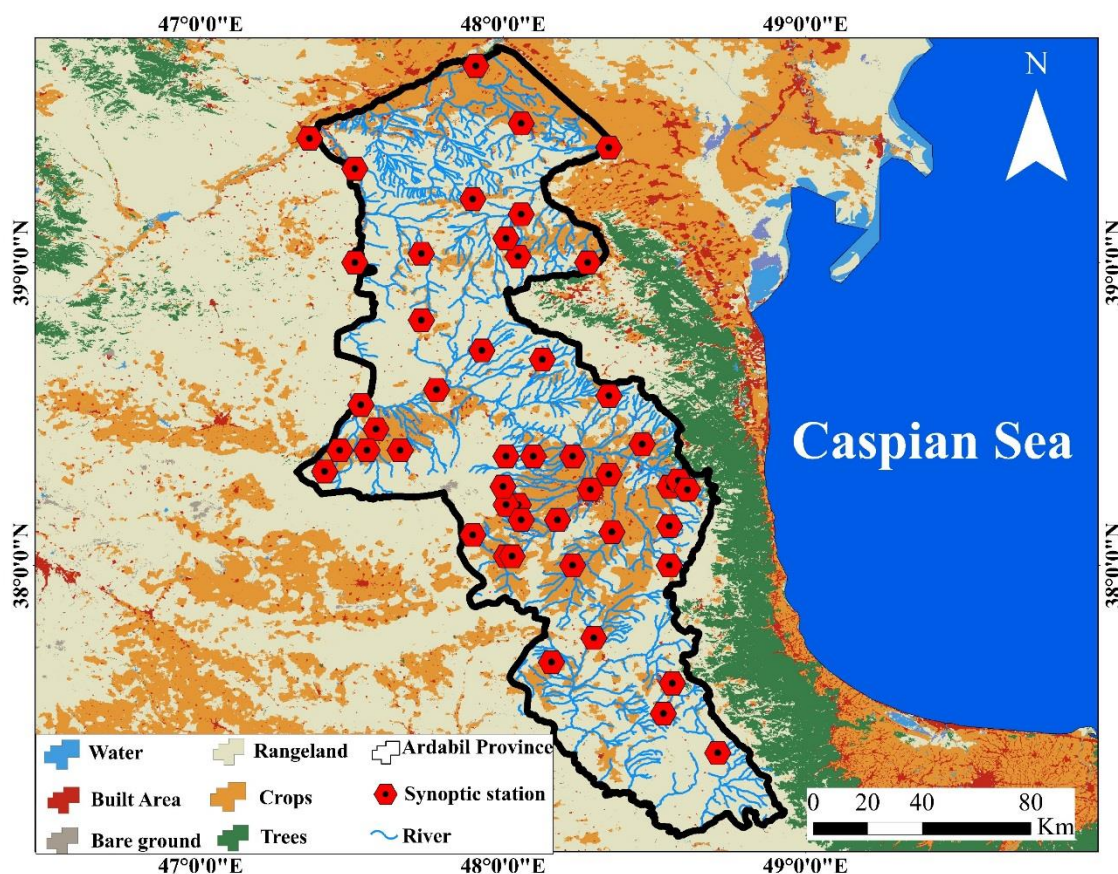 47°0'0"E 48°0'0"E 49°0'0"E
N
39°0'0"N 39°0'0"N
Caspian Sea
38°0'0"N 38°0'0"N
Water Rangeland Ardabil Province
Built Area Crops Synoptic station
Bare ground Trees River
0 20 40 80
Km
47°0'0"E 48°0'0"E 49°0'0"E